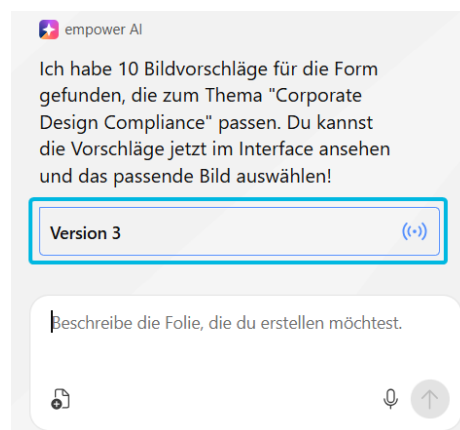 empower AI
Ich habe 10 Bildvorschläge für die Form
gefunden, die zum Thema "Corporate
Design Compliance" passen. Du kannst
die Vorschläge jetzt im Interface ansehen
und das passende Bild auswählen!
Version 3
Beschreibe die Folie, die du erstellen möchtest.